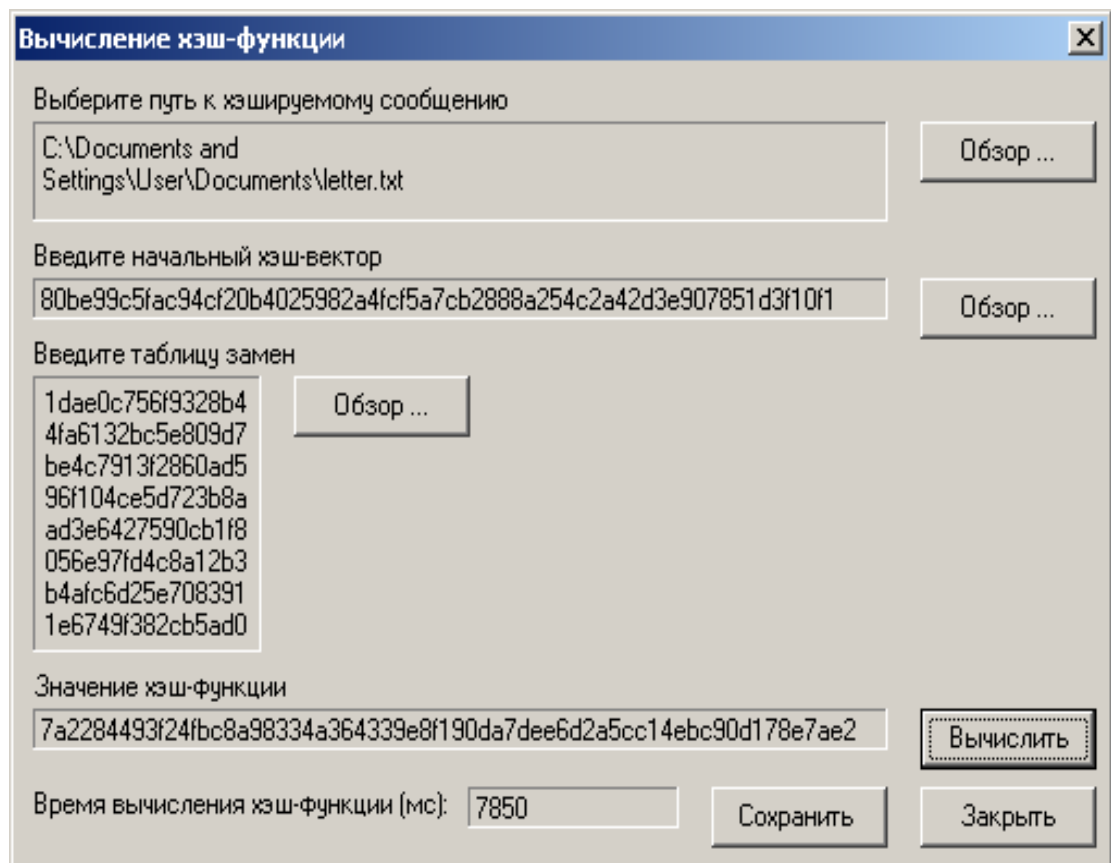 Вычисление хэш-функции
Выберите путь к хэшируемому сообщению
C:\Documents and
Settings\User\Documents\letter.txt
Обзор ...
Введите начальный хэш-вектор
80be99c5fac94cf20b4025982a4fcf5a7cb2888a254c2a42d3e907851d3f10f1
Обзор ...
Введите таблицу замен
1dae0c756f9328b4
4fa6132bc5e809d7
be4c7913f2860ad5
96f104ce5d723b8a
ad3e6427590cb1f8
056e97fd4c8a12b3
b4afc6d25e708391
1e6749f382cb5ad0
Обзор ...
Значение хэш-функции
7a2284493f24fbc8a98334a364339e8f190da7dee6d2a5cc14ebc90d178e7ae2
Вычислить
Время вычисления хэш-функции (мс):
7850
Сохранить
Закрыть